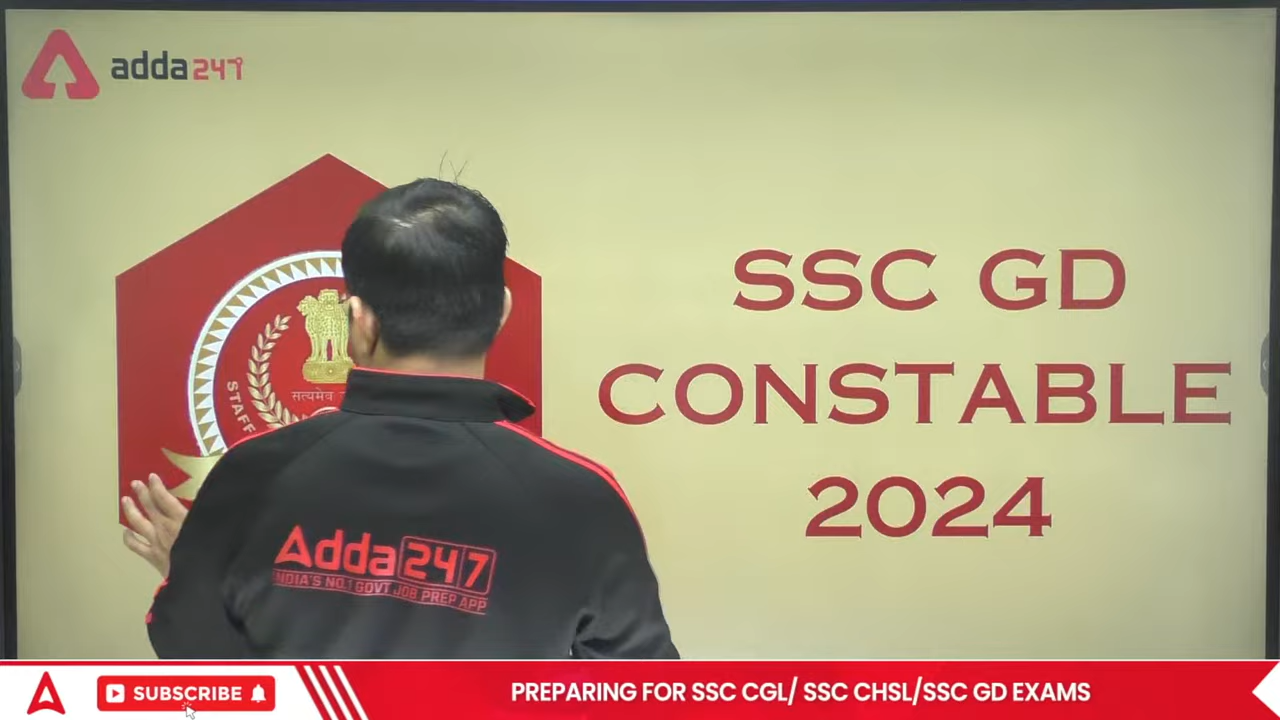 adda247
SSC GD
CONSTABLE
2024
सत्यमेव
STAFF
Adda247
INDIA'S NO.1 GOVT JOB PREP APP
SUBSCRIBE
PREPARING FOR SSC CGL/ SSC CHSL/SSC GD EXAMS